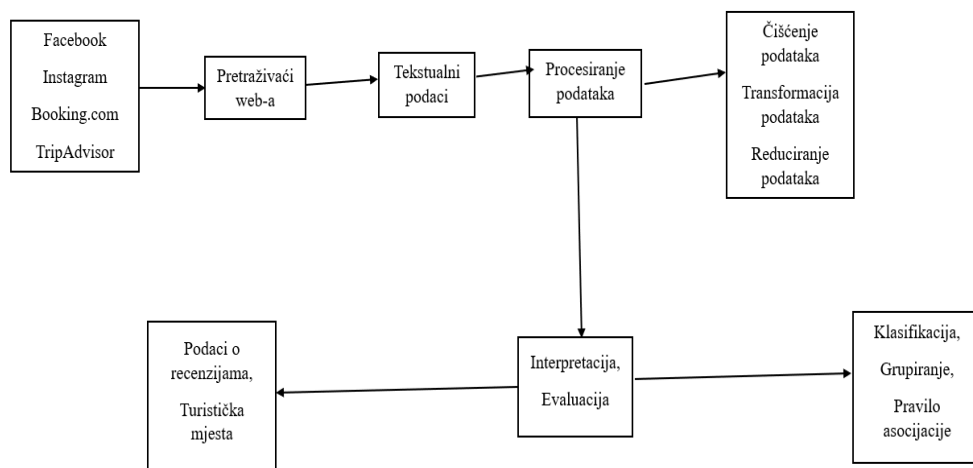 Facebook
Instagram
Booking.com
TripAdvisor
Pretraživaći
web-a
Tekstualni
podaci
Procesiranje
podataka
Čišćenje
podataka
Transformacija
podataka
Reduciranje
podataka
Podaci o
recenzijama,
Turistička
mjesta
Interpretacija,
Evaluacija
Klasifikacija,
Grupiranje,
Pravilo
asocijacije